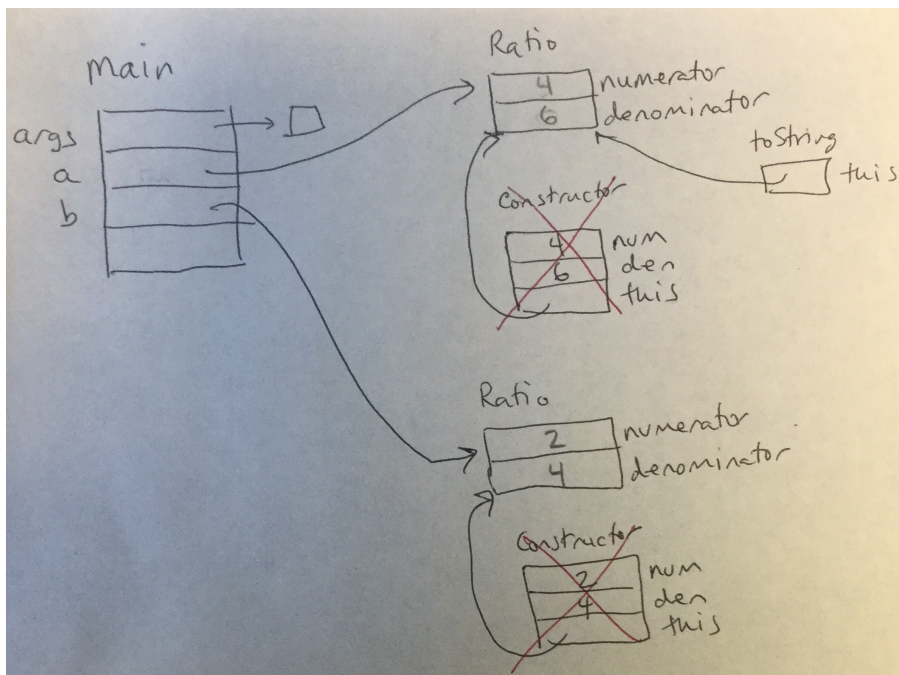 Main
args
a
b
Ratio
4 numerator
6 denominator
toString
this
Constructor
4 num
6 den
this
Ratio
2 numerator
4 denominator
Constructor
2 num
4 den
this